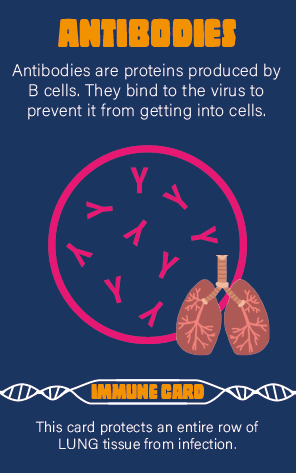 ANTIBODIES
Antibodies are proteins produced by
B cells. They bind to the virus to
prevent it from getting into cells.
IMMUNE CARD
This card protects an entire row of
LUNG tissue from infection.